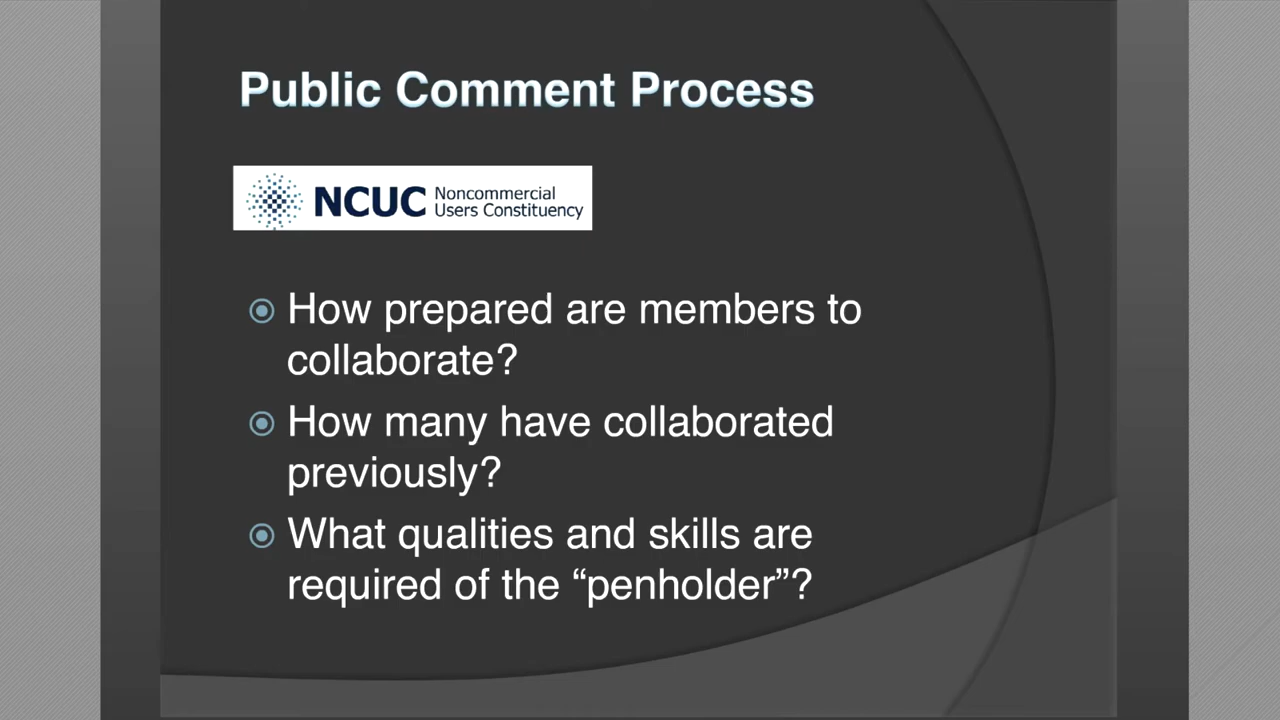 Public Comment Process
NCUC Noncommercial
Users Constituency
How prepared are members to
collaborate?
How many have collaborated
previously?
What qualities and skills are
required of the “penholder”?